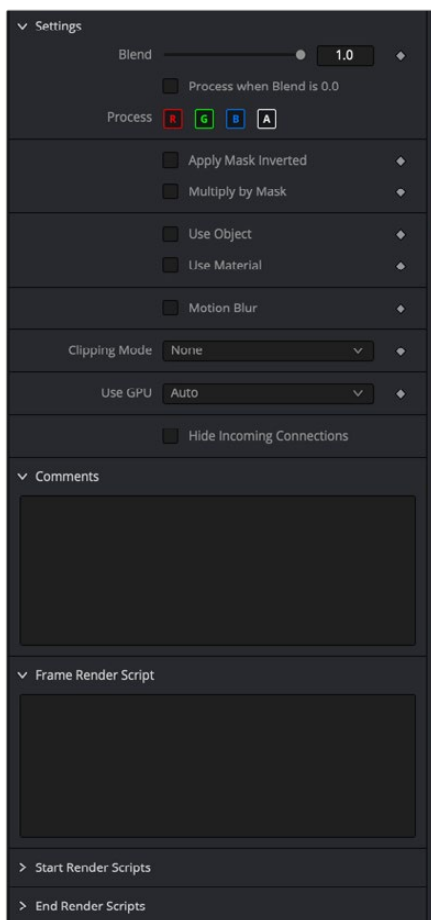 Settings
Blend 1.0
Process when Blend is 0.0
Process R G B A
Apply Mask Inverted
Multiply by Mask
Use Object
Use Material
Motion Blur
Clipping Mode None
Use GPU Auto
Hide Incoming Connections
Comments
Frame Render Script
Start Render Scripts
End Render Scripts